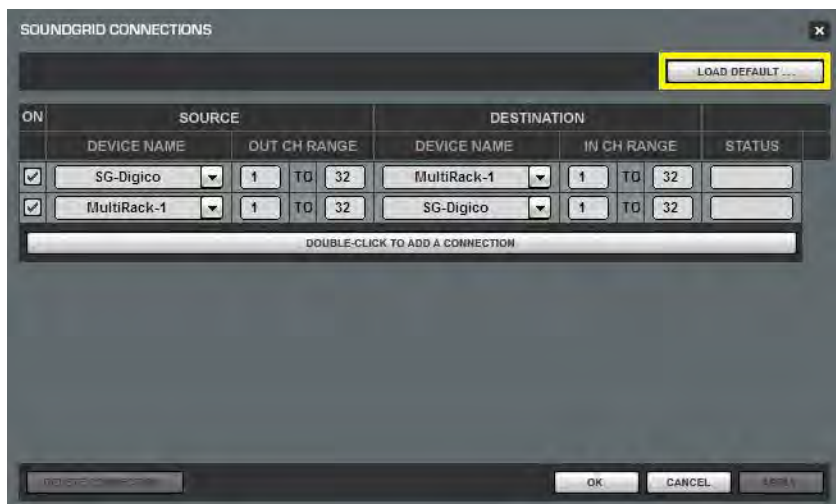 SOUNDGRID CONNECTIONS
LOAD DEFAULT ...
ON SOURCE DESTINATION
DEVICE NAME OUT CH RANGE DEVICE NAME IN CH RANGE STATUS
SG-Digico 1 TO 32 MultiRack-1 1 TO 32
MultiRack-1 1 TO 32 SG-Digico 1 TO 32
DOUBLE-CLICK TO ADD A CONNECTION
OK CANCEL APPLY